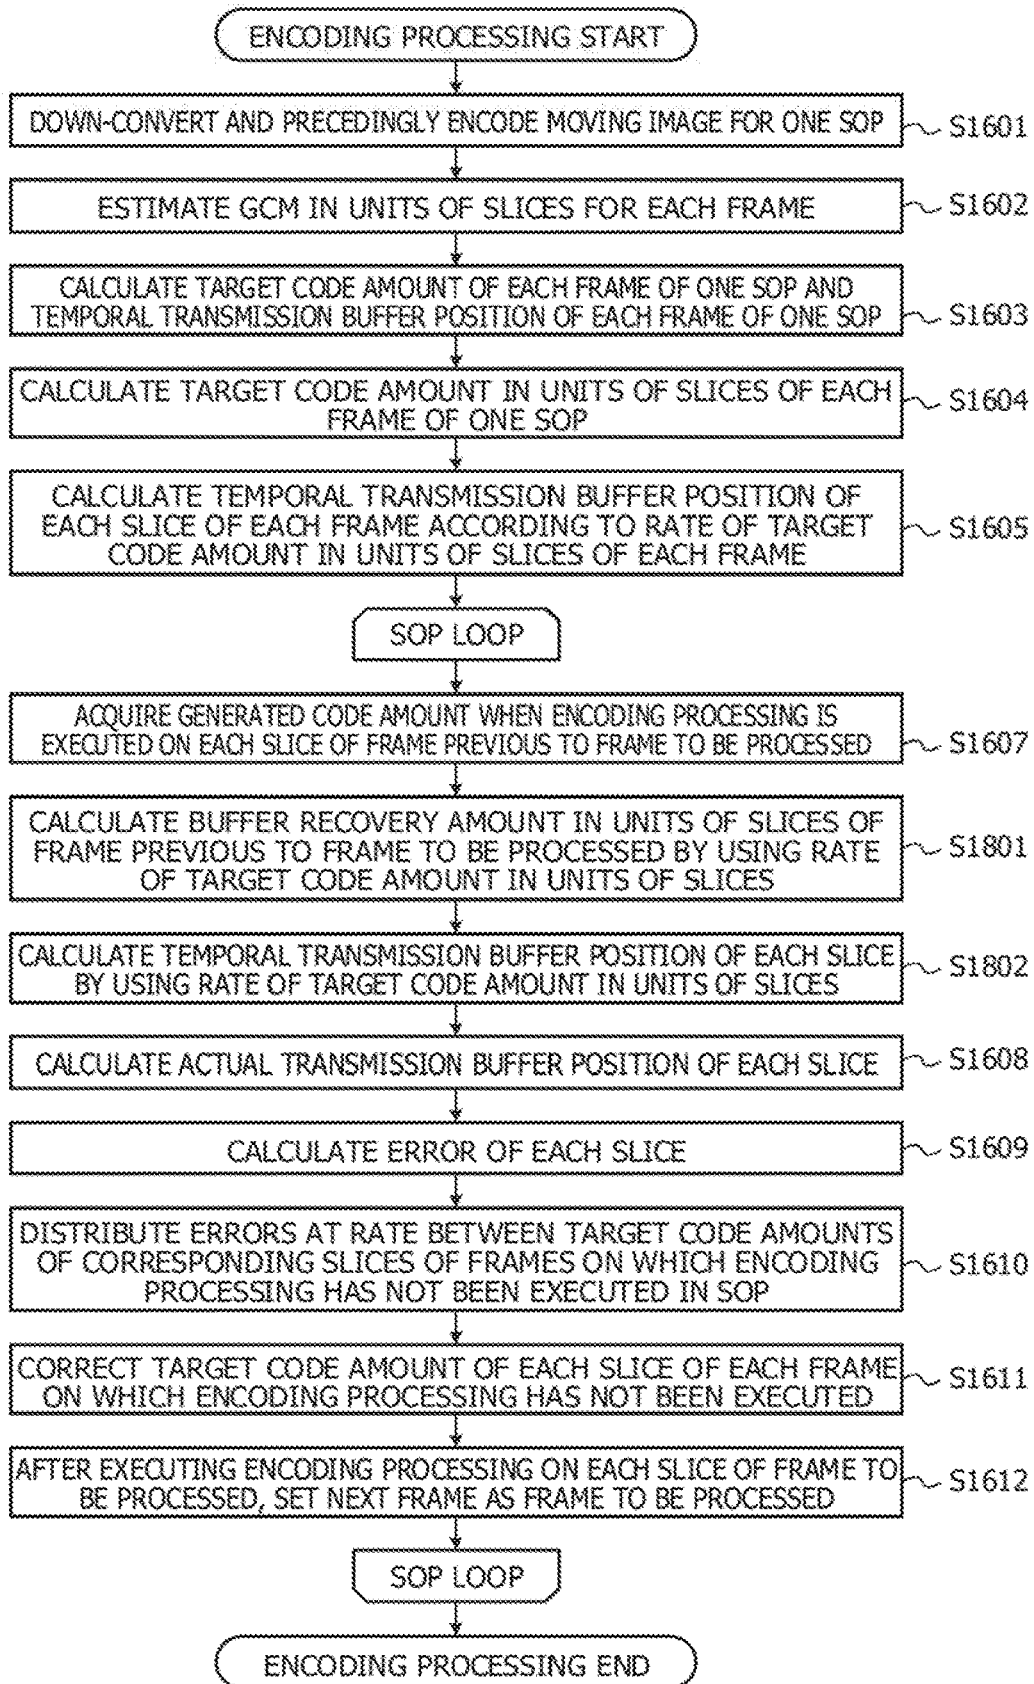 ENCODING PROCESSING START
DOWN-CONVERT AND PRECEDINGLY ENCODE MOVING IMAGE FOR ONE SOP
S1601
ESTIMATE GCM IN UNITS OF SLICES FOR EACH FRAME
S1602
CALCULATE TARGET CODE AMOUNT OF EACH FRAME OF ONE SOP AND
TEMPORAL TRANSMISSION BUFFER POSITION OF EACH FRAME OF ONE SOP
S1603
CALCULATE TARGET CODE AMOUNT IN UNITS OF SLICES OF EACH
FRAME OF ONE SOP
S1604
CALCULATE TEMPORAL TRANSMISSION BUFFER POSITION OF
EACH SLICE OF EACH FRAME ACCORDING TO RATE OF TARGET
CODE AMOUNT IN UNITS OF SLICES OF EACH FRAME
S1605
SOP LOOP
ACQUIRE GENERATED CODE AMOUNT WHEN ENCODING PROCESSING IS
EXECUTED ON EACH SLICE OF FRAME PREVIOUS TO FRAME TO BE PROCESSED
S1607
CALCULATE BUFFER RECOVERY AMOUNT IN UNITS OF SLICES OF
FRAME PREVIOUS TO FRAME TO BE PROCESSED BY USING RATE
OF TARGET CODE AMOUNT IN UNITS OF SLICES
S1801
CALCULATE TEMPORAL TRANSMISSION BUFFER POSITION OF EACH SLICE
BY USING RATE OF TARGET CODE AMOUNT IN UNITS OF SLICES
S1802
CALCULATE ACTUAL TRANSMISSION BUFFER POSITION OF EACH SLICE
S1608
CALCULATE ERROR OF EACH SLICE
S1609
DISTRIBUTE ERRORS AT RATE BETWEEN TARGET CODE AMOUNTS
OF CORRESPONDING SLICES OF FRAMES ON WHICH ENCODING
PROCESSING HAS NOT BEEN EXECUTED IN SOP
S1610
CORRECT TARGET CODE AMOUNT OF EACH SLICE OF EACH FRAME
ON WHICH ENCODING PROCESSING HAS NOT BEEN EXECUTED
S1611
AFTER EXECUTING ENCODING PROCESSING ON EACH SLICE OF FRAME TO
BE PROCESSED, SET NEXT FRAME AS FRAME TO BE PROCESSED
S1612
SOP LOOP
ENCODING PROCESSING END